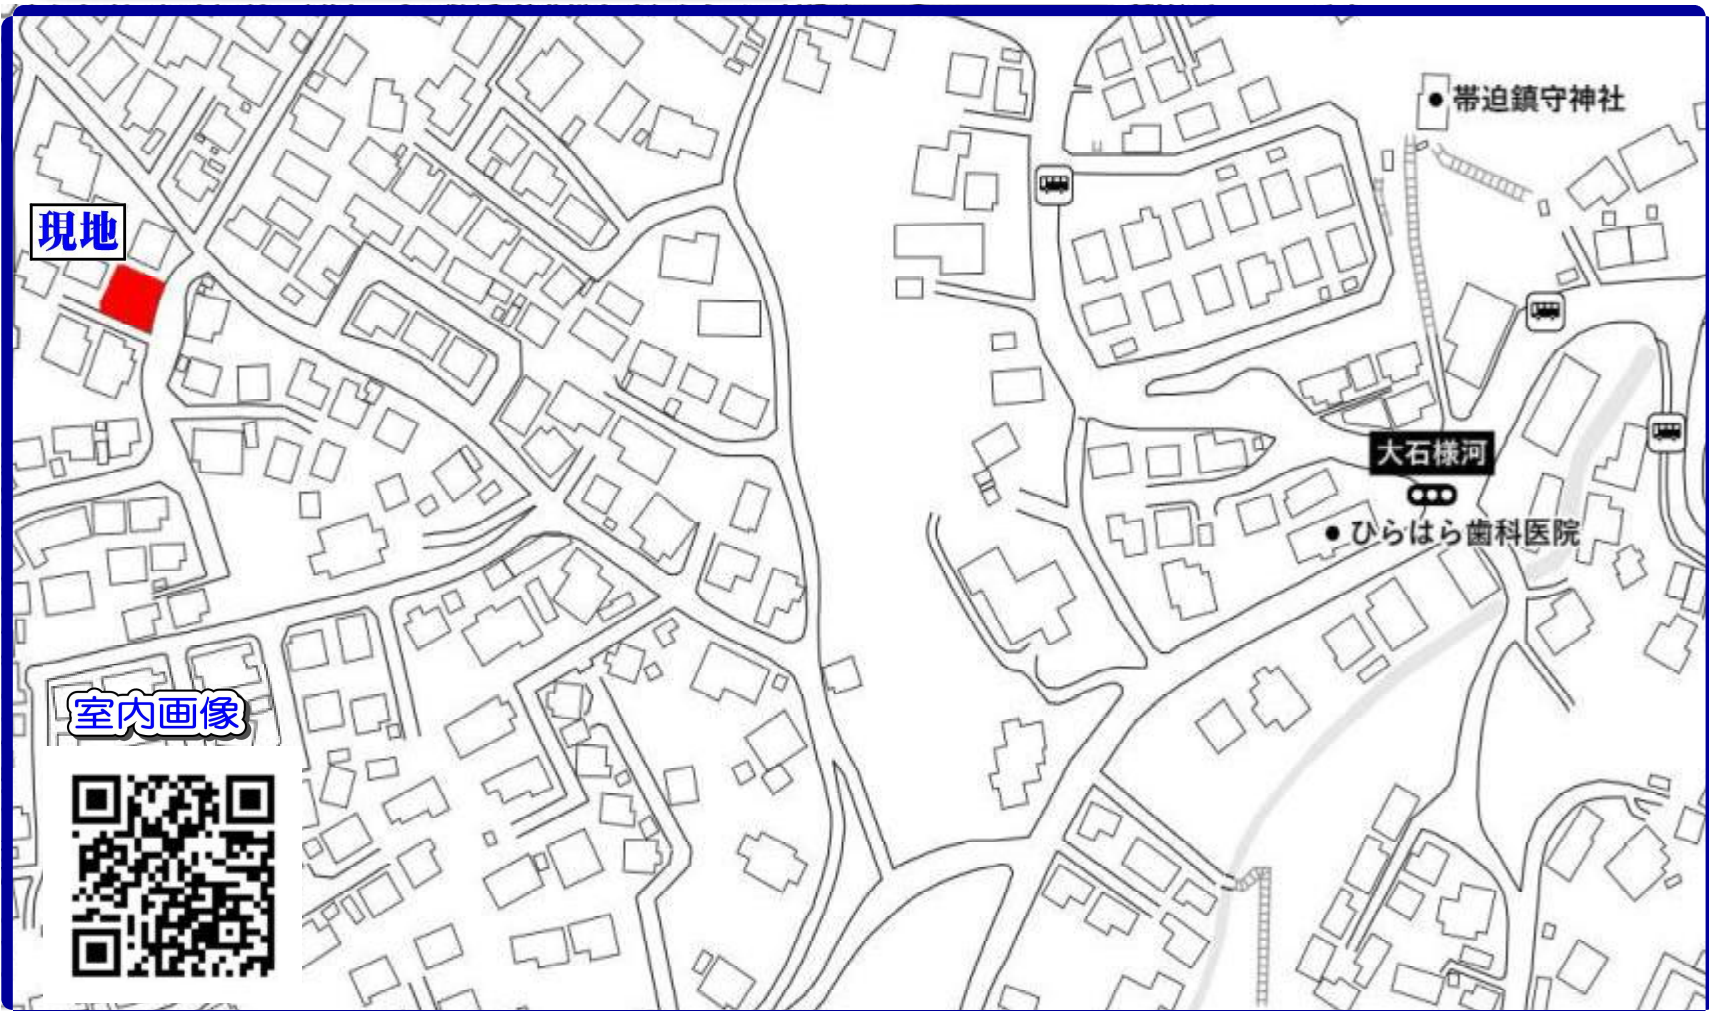 帯迫鎮守神社
現地
大石様河
ひらはら歯科医院
室内画像